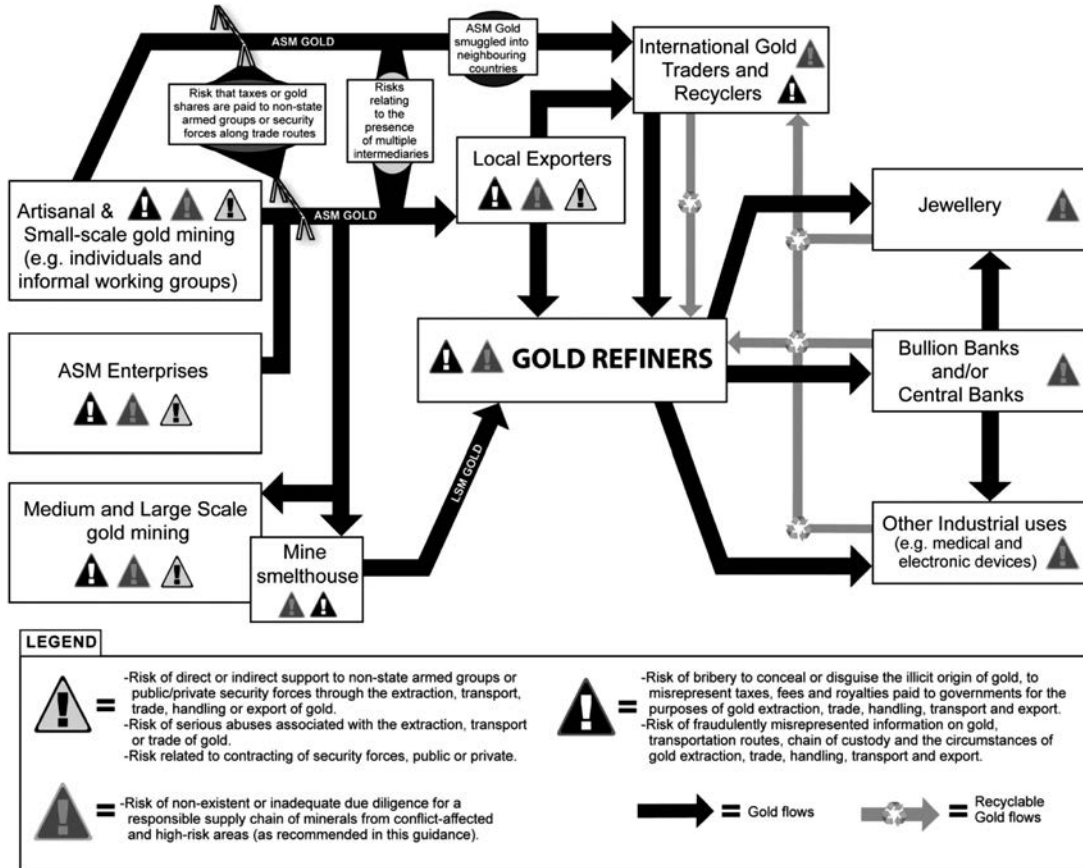 ASM GOLD
ASM Gold
smuggled into
neighbouring
countries
International Gold
Traders and
Recyclers
Risk that taxes or gold
shares are paid to non-state
armed groups or security
forces along trade routes
Risks
relating
to the
presence
of multiple
intermediaries
Local Exporters
Artisanal &
Small-scale gold mining
(e.g. individuals and
informal working groups)
ASM GOLD
Jewellery
ASM Enterprises
GOLD REFINERS
Bullion Banks
and/or
Central Banks
LSM GOLD
Medium and Large Scale
gold mining
Mine
smelthouse
Other Industrial uses
(e.g. medical and
electronic devices)
LEGEND
=
-Risk of direct or indirect support to non-state armed groups or
public/private security forces through the extraction, transport,
trade, handling or export of gold.
-Risk of serious abuses associated with the extraction, transport
or trade of gold.
-Risk related to contracting of security forces, public or private.
=
-Risk of bribery to conceal or disguise the illicit origin of gold, to
misrepresent taxes, fees and royalties paid to governments for the
purposes of gold extraction, trade, handling, transport and export.
-Risk of fraudulently misrepresented information on gold,
transportation routes, chain of custody and the circumstances of
gold extraction, trade, handling, transport and export.
=
-Risk of non-existent or inadequate due diligence for a
responsible supply chain of minerals from conflict-affected
and high-risk areas (as recommended in this guidance).
= Gold flows
= Recyclable
Gold flows